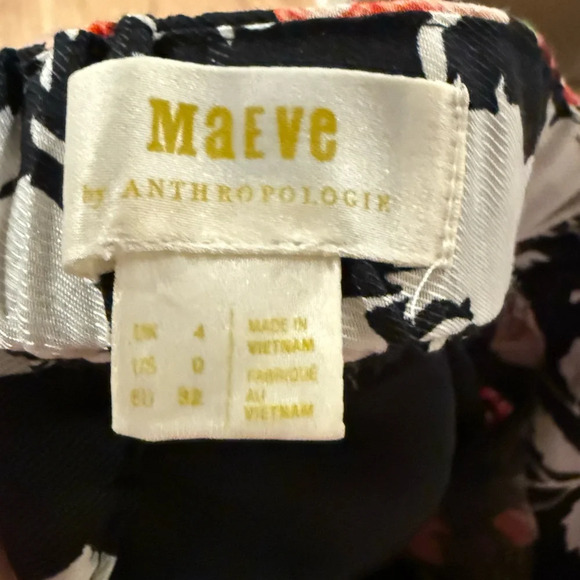 MaEVe
by ANTHROPOLOGIE
UK 4
US 0
EU 32
MADE IN
VIETNAM
FABRIQUÉ
AU
VIETNAM